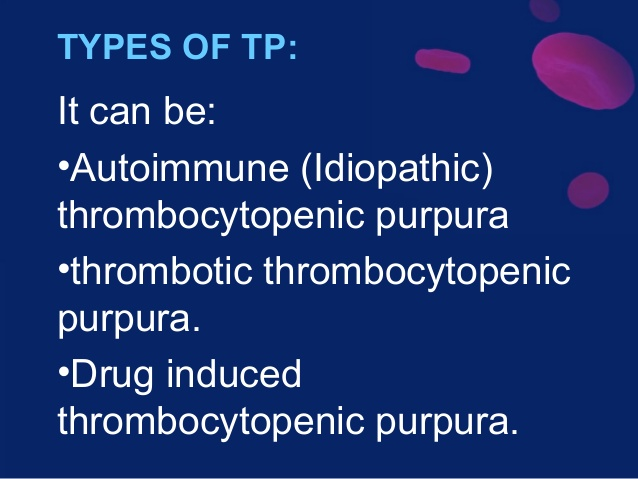 TYPES OF TP:
It can be:
•Autoimmune (Idiopathic)
thrombocytopenic purpura
•thrombotic thrombocytopenic
purpura.
•Drug induced
thrombocytopenic purpura.